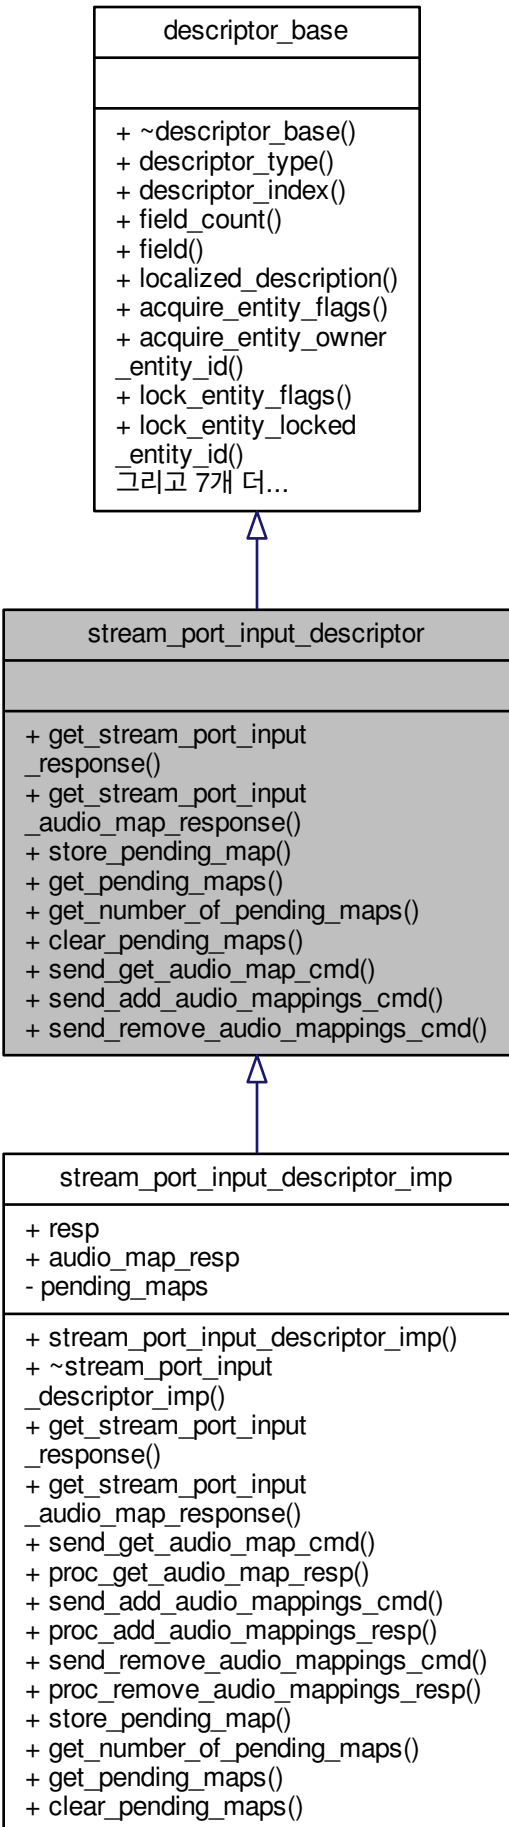 descriptor_base
+ ~descriptor_base()
+ descriptor_type()
+ descriptor_index()
+ field_count()
+ field()
+ localized_description()
+ acquire_entity_flags()
+ acquire_entity_owner
_entity_id()
+ lock_entity_flags()
+ lock_entity_locked
_entity_id()
그리고 7개 더...
stream_port_input_descriptor
+ get_stream_port_input
_response()
+ get_stream_port_input
_audio_map_response()
+ store_pending_map()
+ get_pending_maps()
+ get_number_of_pending_maps()
+ clear_pending_maps()
+ send_get_audio_map_cmd()
+ send_add_audio_mappings_cmd()
+ send_remove_audio_mappings_cmd()
stream_port_input_descriptor_imp
+ resp
+ audio_map_resp
- pending_maps
+ stream_port_input_descriptor_imp()
+ ~stream_port_input
_descriptor_imp()
+ get_stream_port_input
_response()
+ get_stream_port_input
_audio_map_response()
+ send_get_audio_map_cmd()
+ proc_get_audio_map_resp()
+ send_add_audio_mappings_cmd()
+ proc_add_audio_mappings_resp()
+ send_remove_audio_mappings_cmd()
+ proc_remove_audio_mappings_resp()
+ store_pending_map()
+ get_number_of_pending_maps()
+ get_pending_maps()
+ clear_pending_maps()